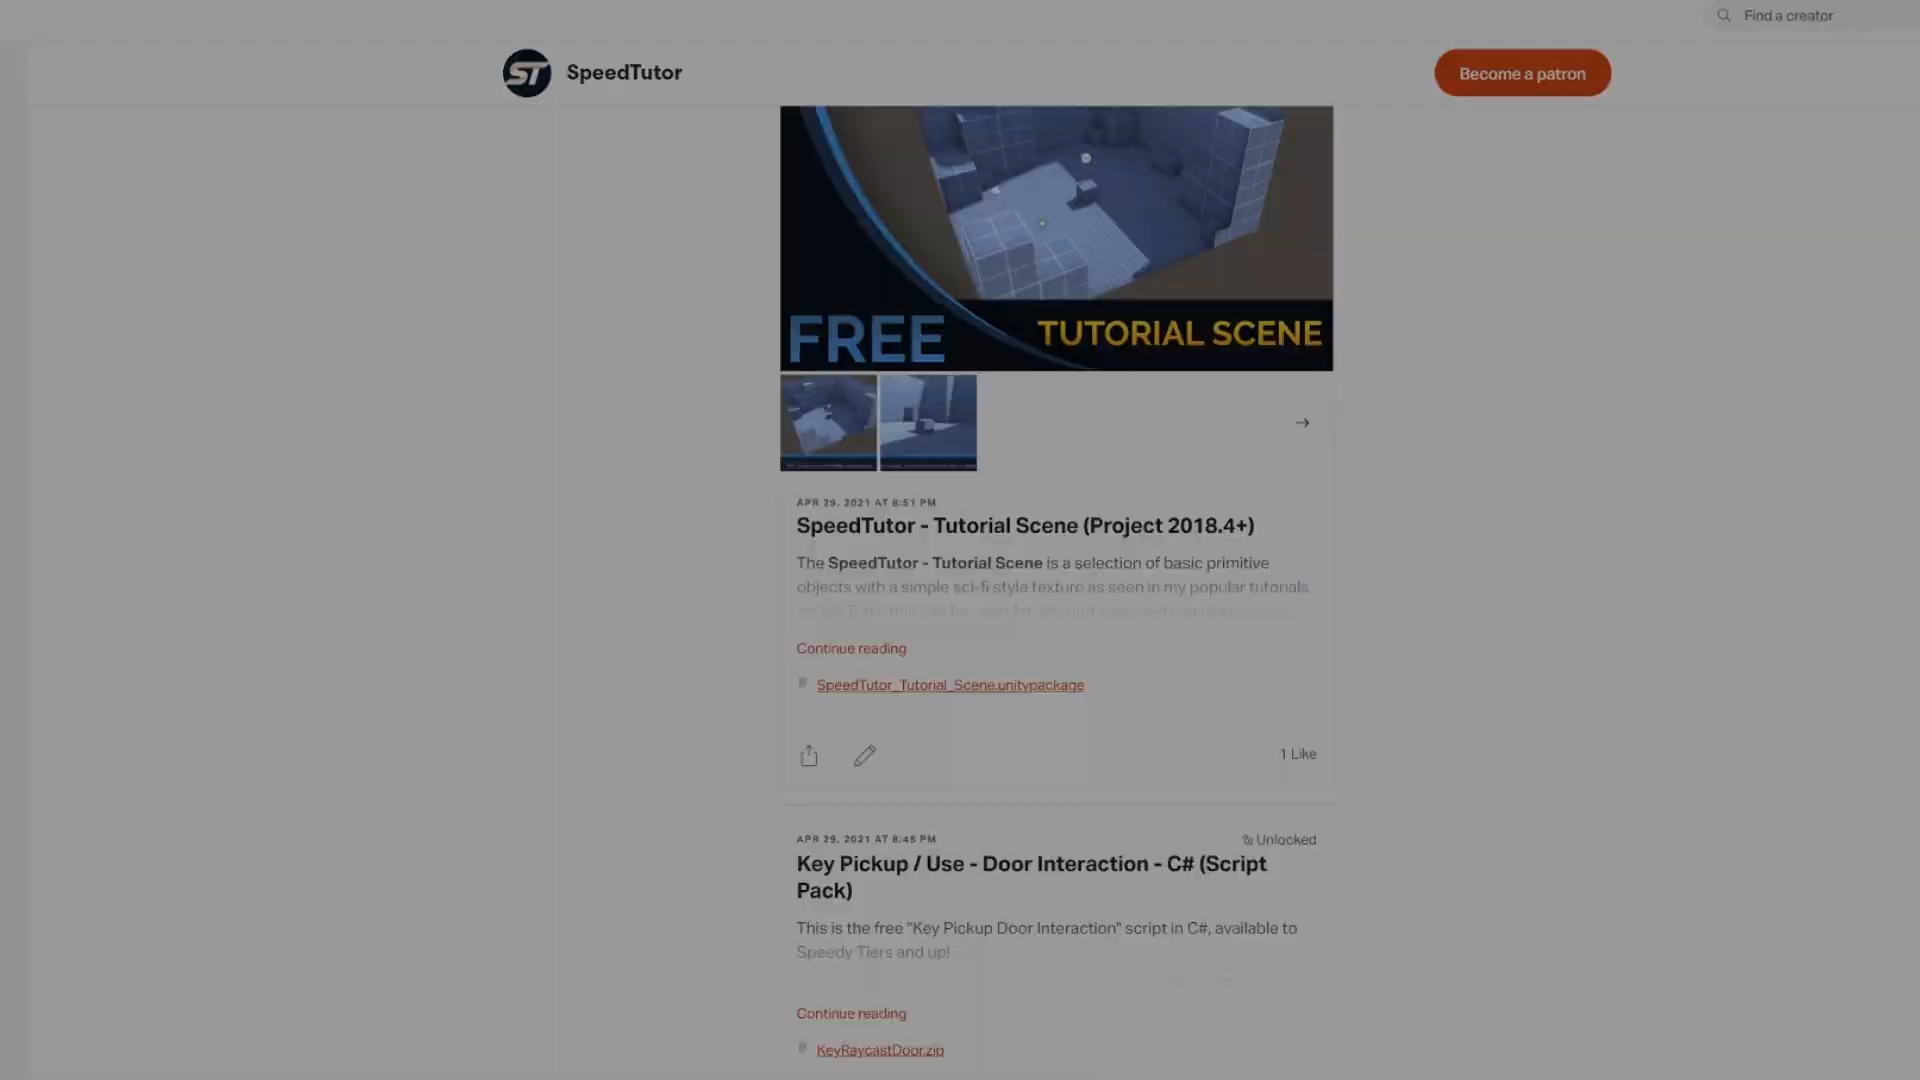 Find a creator
ST SpeedTutor
Become a patron
FREE
TUTORIAL SCENE
APR 29, 2021 AT 8:51 PM
SpeedTutor - Tutorial Scene (Project 2018.4+)
The SpeedTutor - Tutorial Scene is a selection of basic primitive
objects with a simple sci-fi style texture as seen in my popular tutorials
Continue reading
SpeedTutor_Tutorial_Scene.unitypackage
1 Like
APR 29, 2021 AT 8:45 PM
Unlocked
Key Pickup / Use - Door Interaction - C# (Script
Pack)
This is the free "Key Pickup Door Interaction" script in C#, available to
Speedy Tiers and up!
Continue reading
KeyRaycastDoor.zip